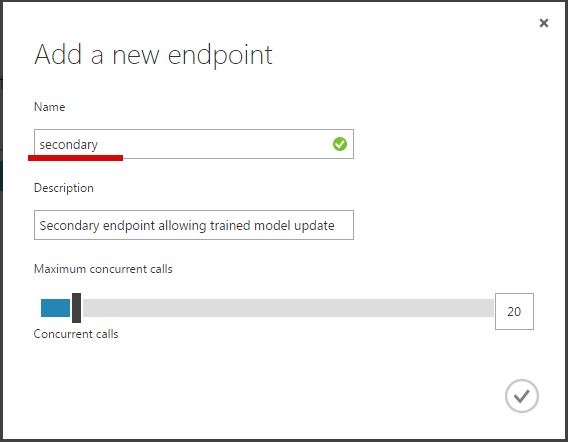 Add a new endpoint
Name
secondary
Description
Secondary endpoint allowing trained model update
Maximum concurrent calls
20
Concurrent calls